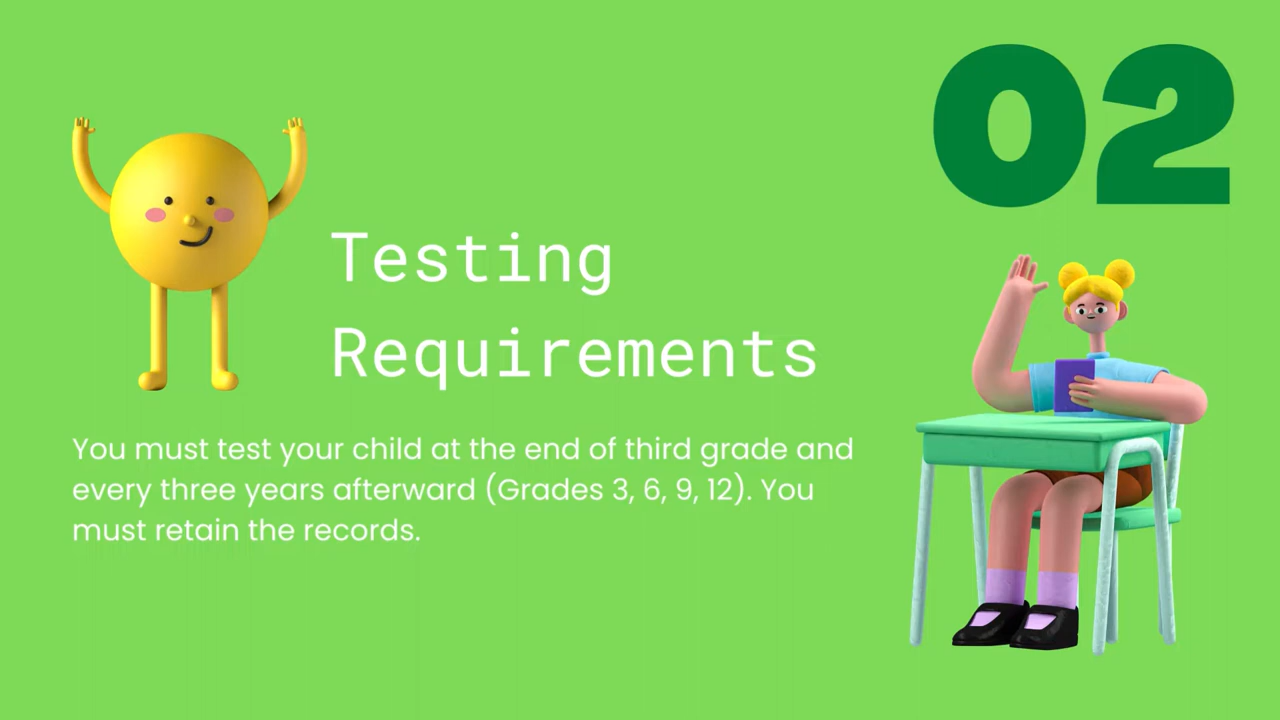 02
Testing
Requirements
You must test your child at the end of third grade and
every three years afterward (Grades 3, 6, 9, 12). You
must retain the records.